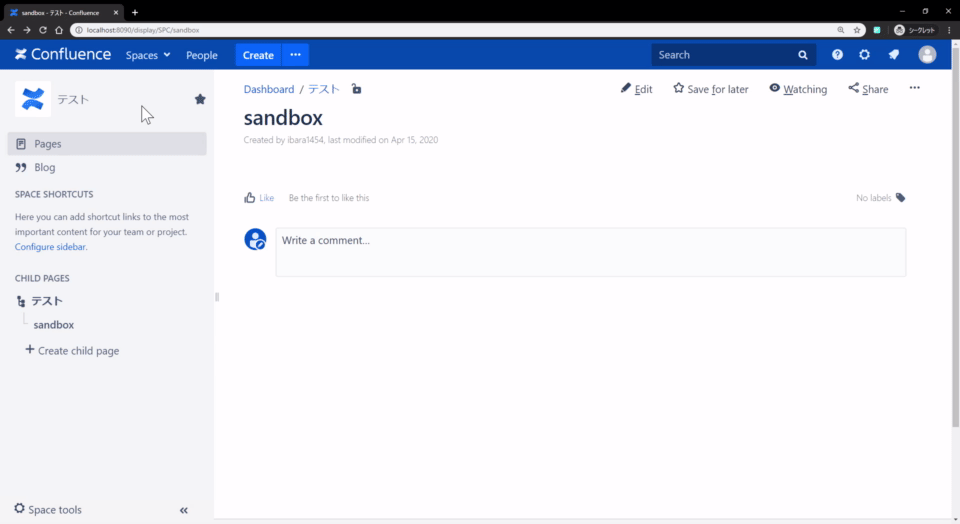 sandbox - テスト - Confluence
localhost:8090/display/SPC/sandbox
シークレット
Confluence Spaces People Create Search
テスト
Pages
Blog
SPACE SHORTCUTS
Here you can add shortcut links to the most
important content for your team or project.
Configure sidebar.
CHILD PAGES
テスト
sandbox
Create child page
Space tools
Dashboard / テスト
Edit Save for later Watching Share
sandbox
Created by ibara1454, last modified on Apr 15, 2020
Like Be the first to like this
No labels
Write a comment...